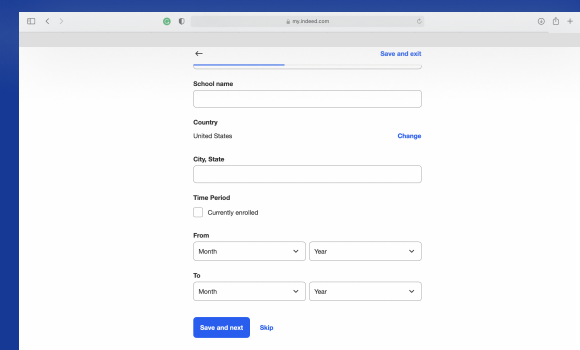 my.indeed.com
Save and exit
School name
Country
United States
Change
City, State
Time Period
Currently enrolled
From
Month
Year
To
Month
Year
Save and next
Skip